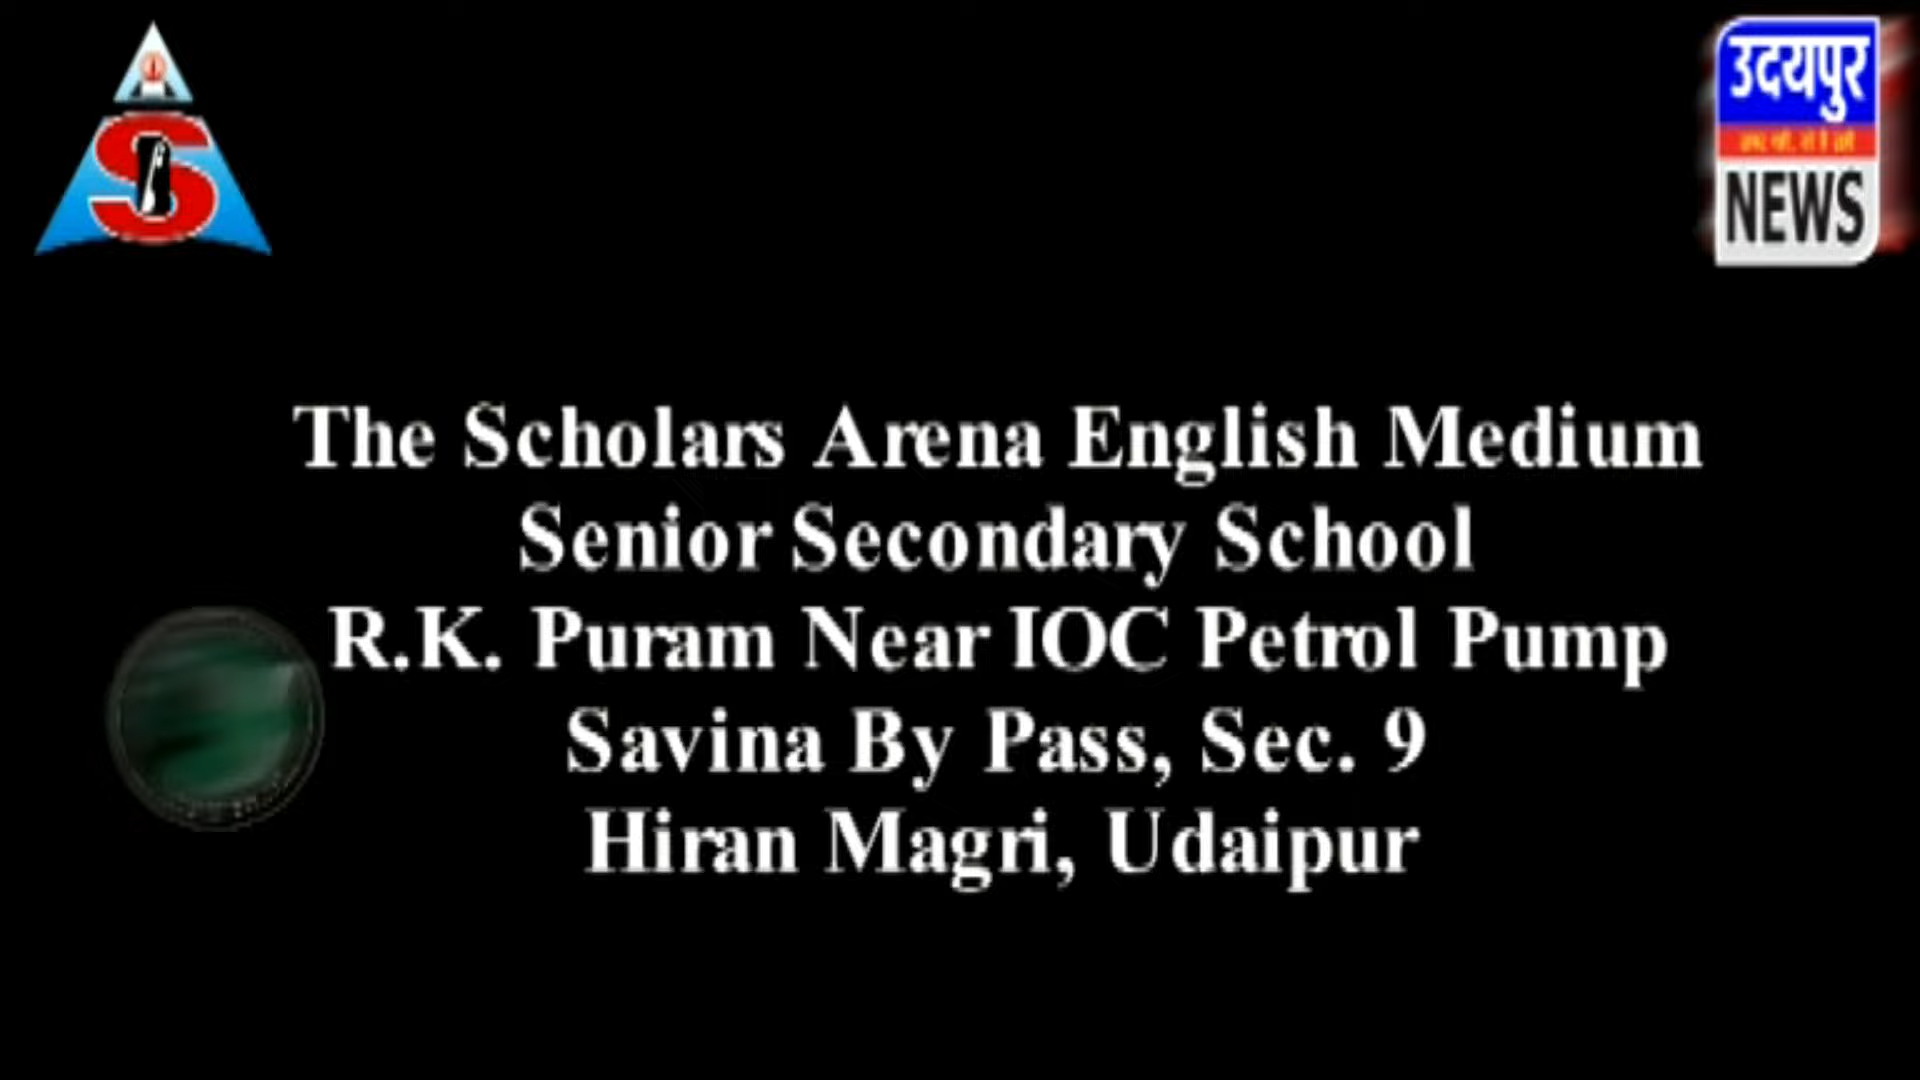 उदयपुर
NEWS
The Scholars Arena English Medium
Senior Secondary School
R.K. Puram Near IOC Petrol Pump
Savina By Pass, Sec. 9
Hiran Magri, Udaipur